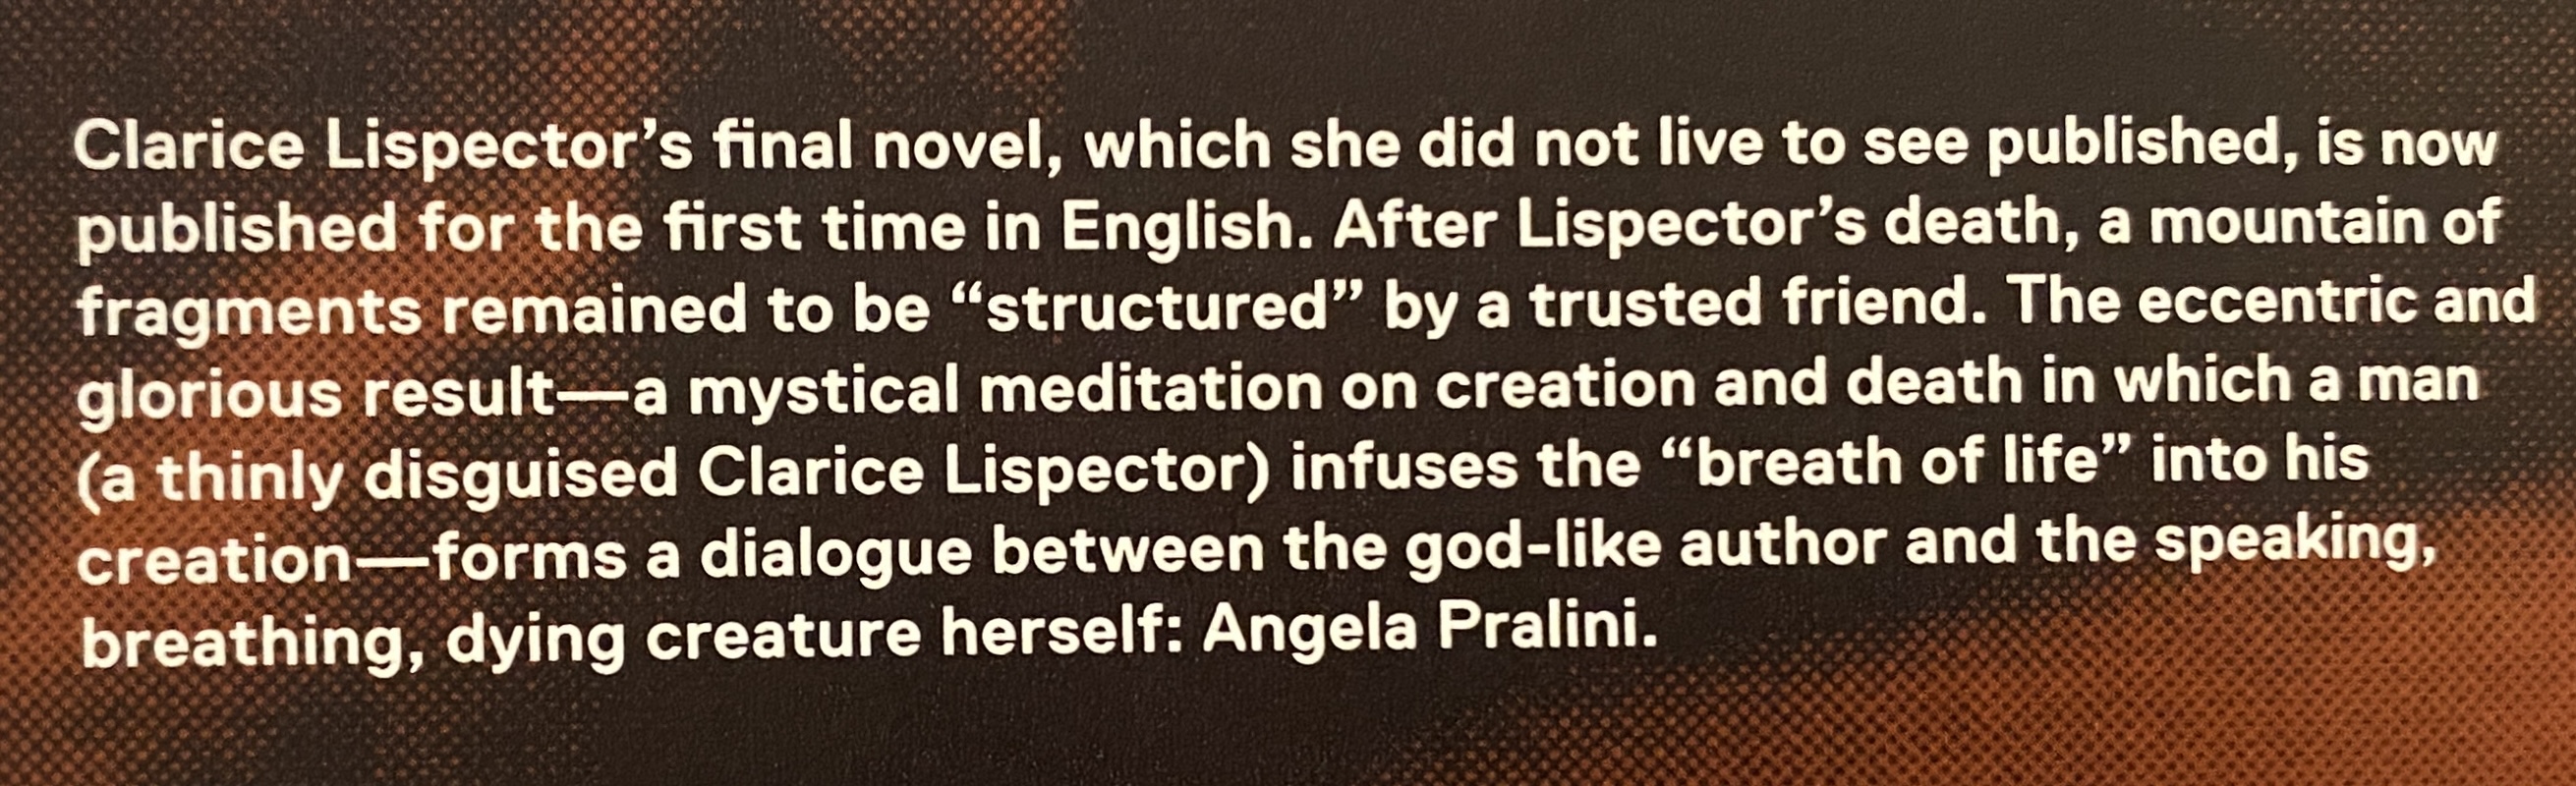 Clarice Lispector’s final novel, which she did not live to see published, is now
published for the first time in English. After Lispector’s death, a mountain of
fragments remained to be “structured” by a trusted friend. The eccentric and
glorious result—a mystical meditation on creation and death in which a man
(a thinly disguised Clarice Lispector) infuses the “breath of life” into his
creation—forms a dialogue between the god-like author and the speaking,
breathing, dying creature herself: Angela Pralini.